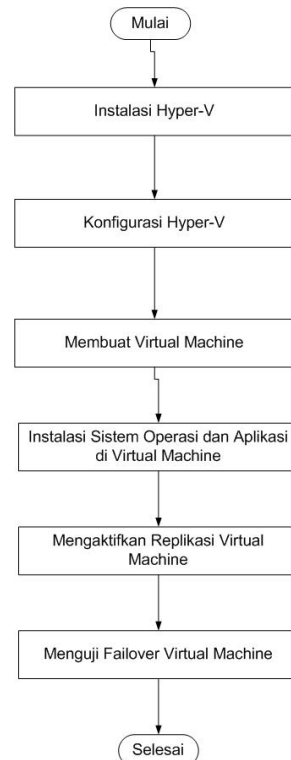 Mulai
Instalasi Hyper-V
Konfigurasi Hyper-V
Membuat Virtual Machine
Instalasi Sistem Operasi dan Aplikasi
di Virtual Machine
Mengaktifkan Replikasi Virtual
Machine
Menguji Failover Virtual Machine
Selesai